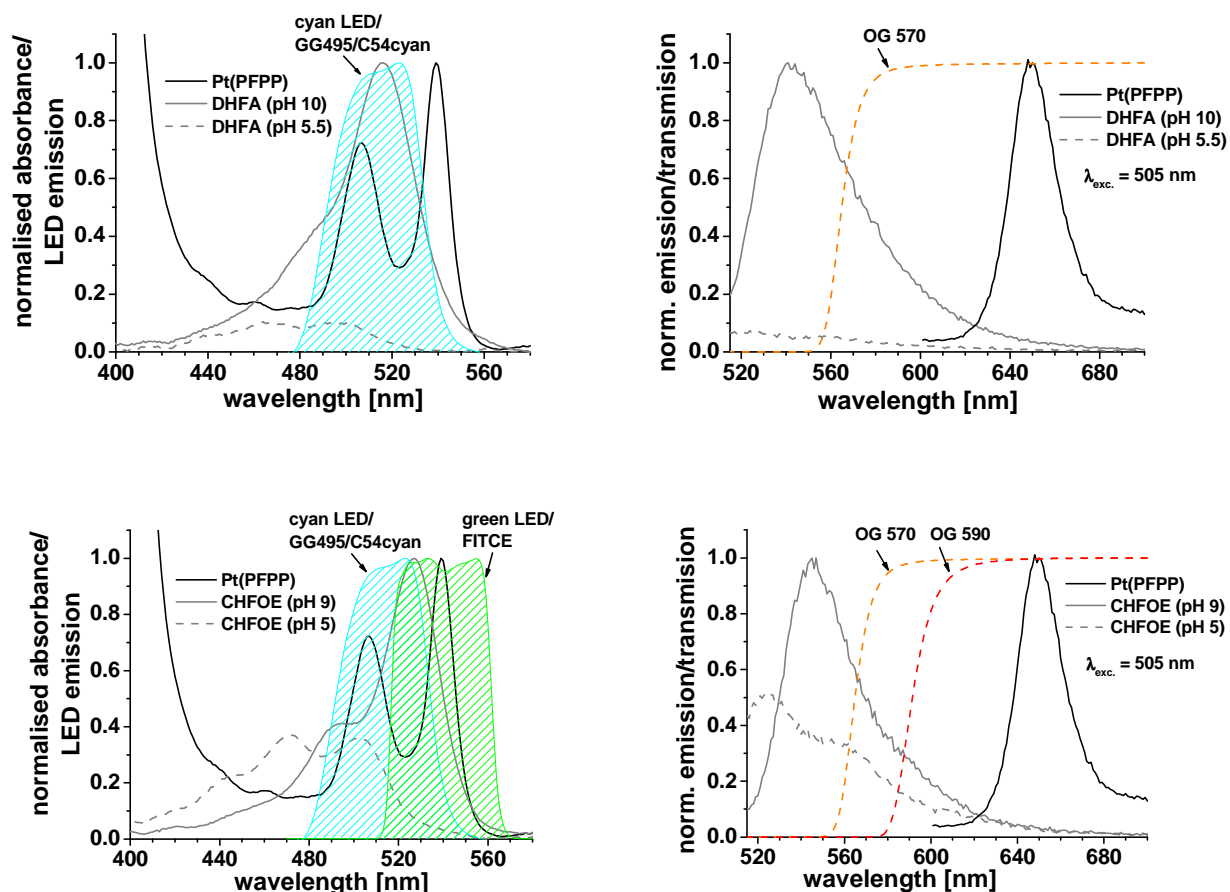 cyan LED/
GG495/C54cyan
Pt(PFPP)
DHFA (pH 10)
DHFA (pH 5.5)
normalised absorbance/
LED emission
1.0
0.8
0.6
0.4
0.2
0.0
400 440 480 520 560
wavelength [nm]
OG 570
Pt(PFPP)
DHFA (pH 10)
DHFA (pH 5.5)
λexc. = 505 nm
norm. emission/transmision
1.0
0.8
0.6
0.4
0.2
0.0
520 560 600 640 680
wavelength [nm]
cyan LED/
GG495/C54cyan
green LED/
FITCE
Pt(PFPP)
CHFOE (pH 9)
CHFOE (pH 5)
normalised absorbance/
LED emission
1.0
0.8
0.6
0.4
0.2
0.0
400 440 480 520 560
wavelength [nm]
OG 570 OG 590
Pt(PFPP)
CHFOE (pH 9)
CHFOE (pH 5)
λexc. = 505 nm
norm. emission/transmission
1.0
0.8
0.6
0.4
0.2
0.0
520 560 600 640 680
wavelength [nm]